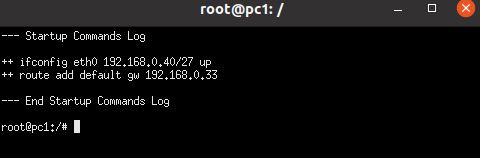 root@pc1: /
--- Startup Commands Log
++ ifconfig eth0 192.168.0.40/27 up
++ route add default gw 192.168.0.33
--- End Startup Commands Log
root@pc1:/#